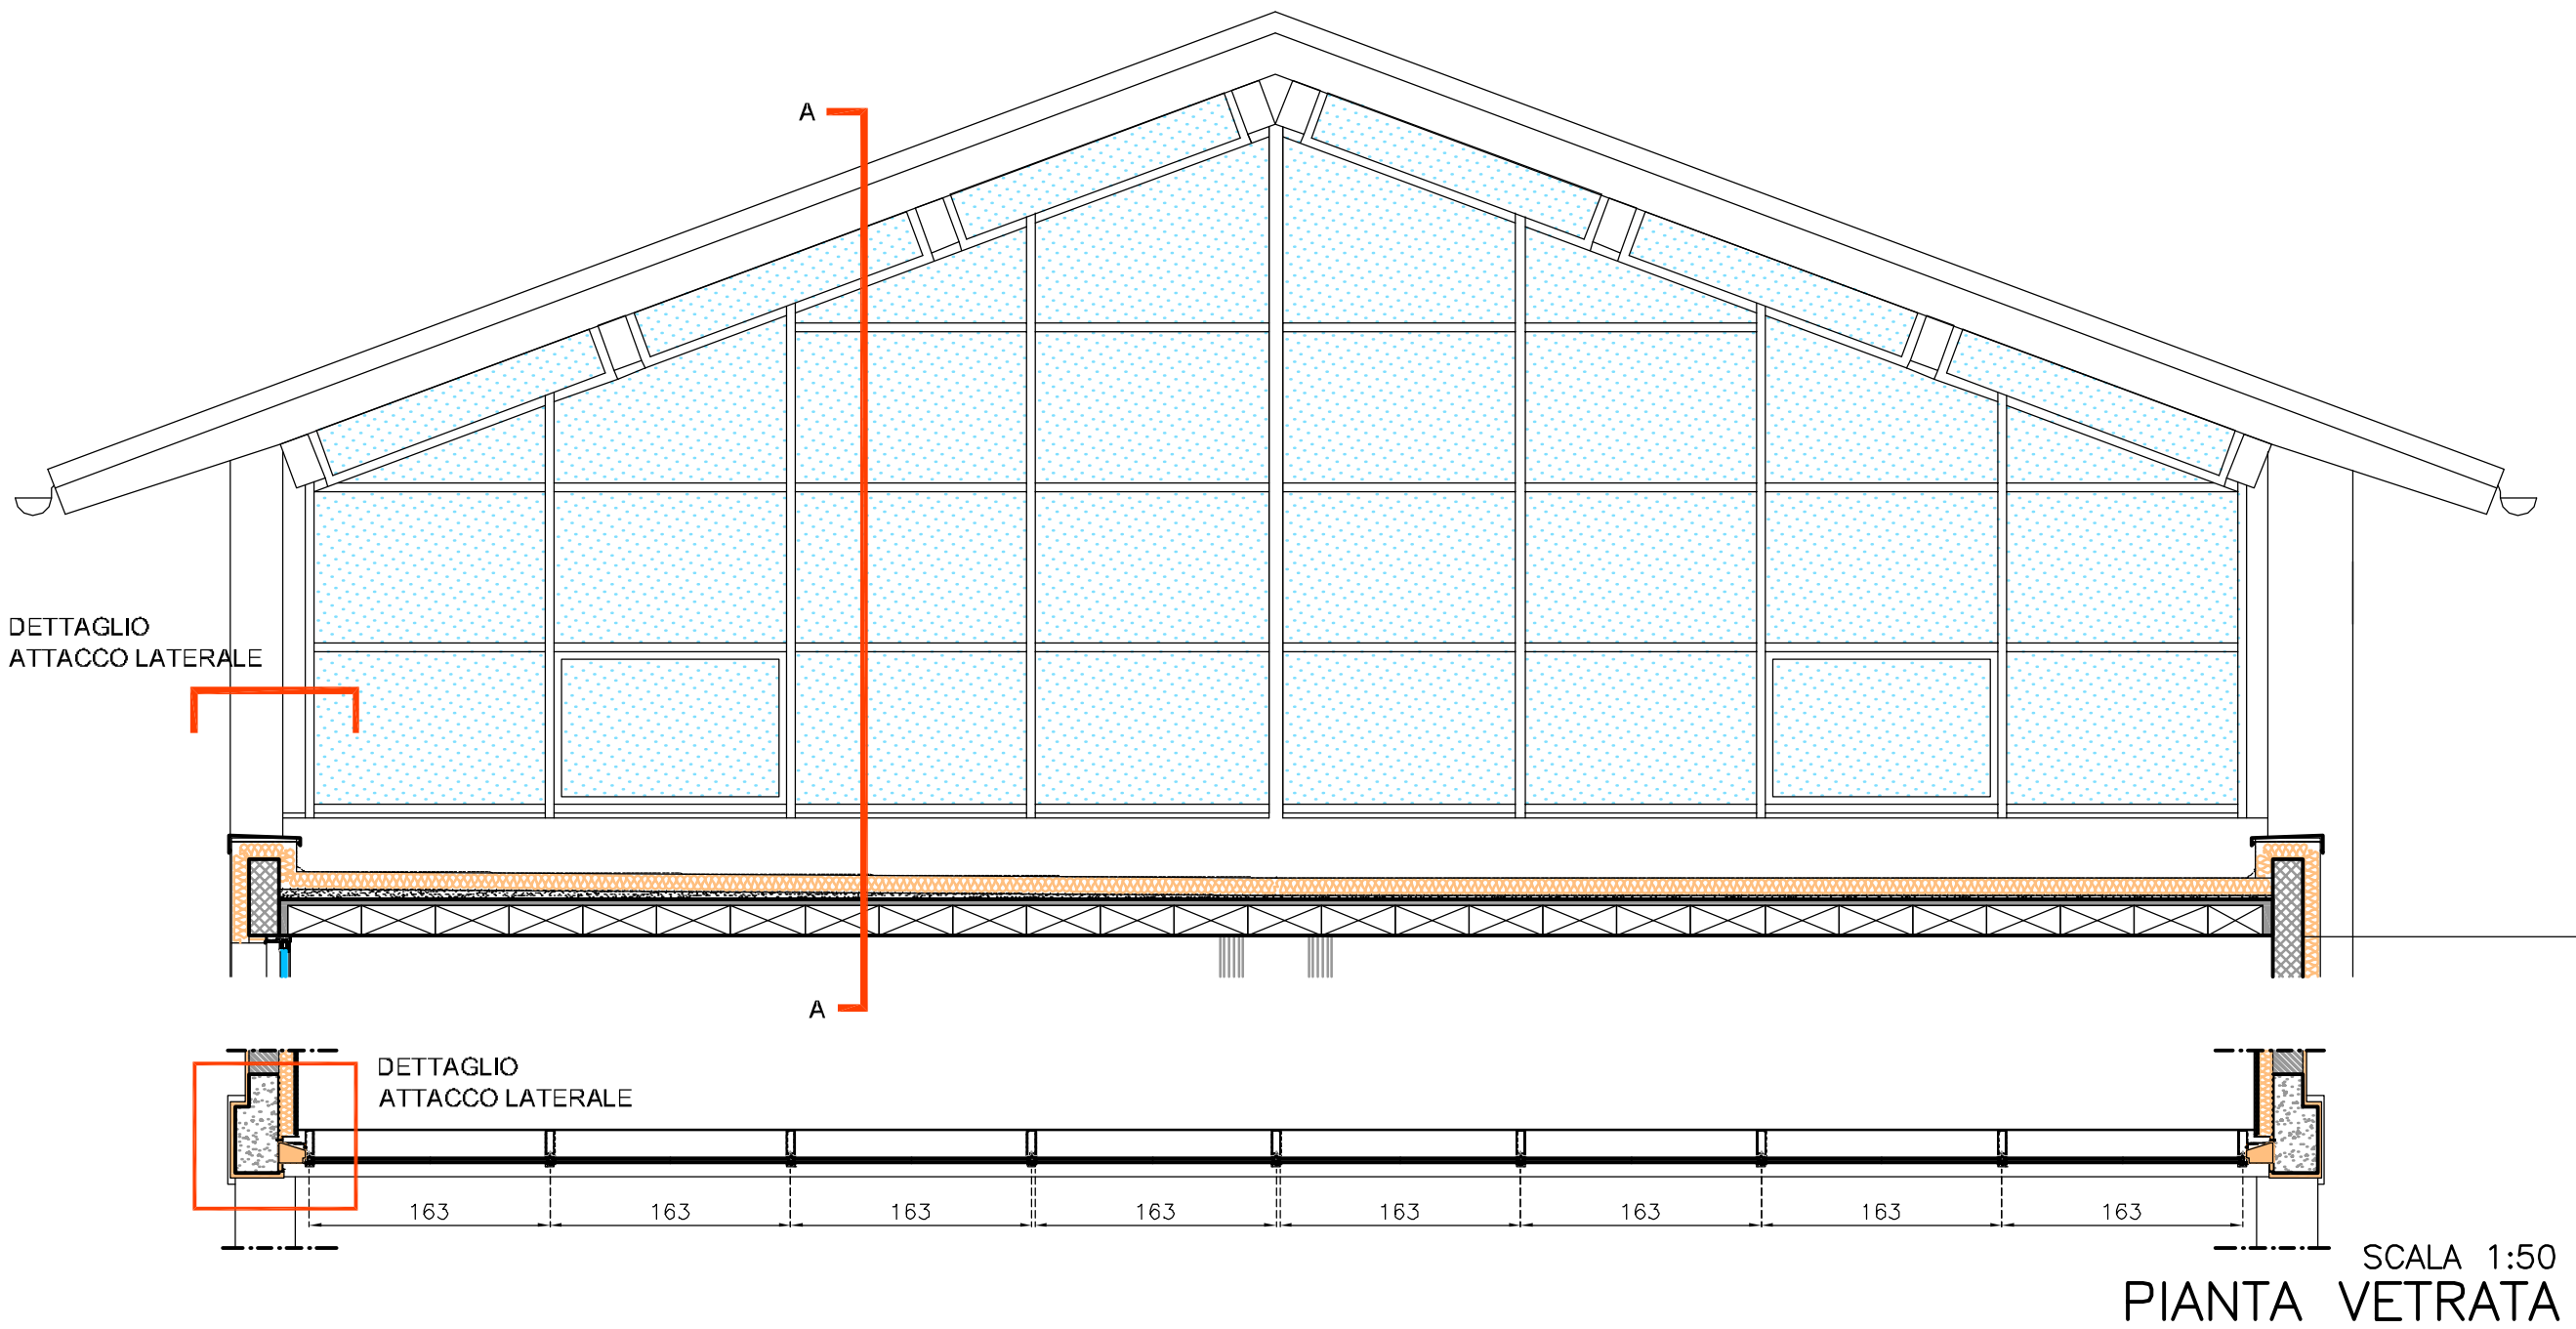 A
DETTAGLIO
ATTACCO LATERALE
A
DETTAGLIO
ATTACCO LATERALE
163 163 163 163 163 163 163 163
SCALA 1:50
PIANTA VETRATA